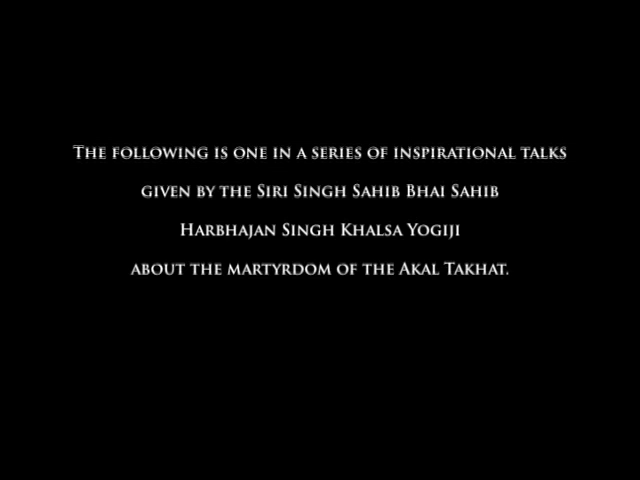 The following is one in a series of inspirational talks
given by the Siri Singh Sahib Bhai Sahib
Harbhajan Singh Khalsa Yogiji
about the martyrdom of the Akal Takhat.